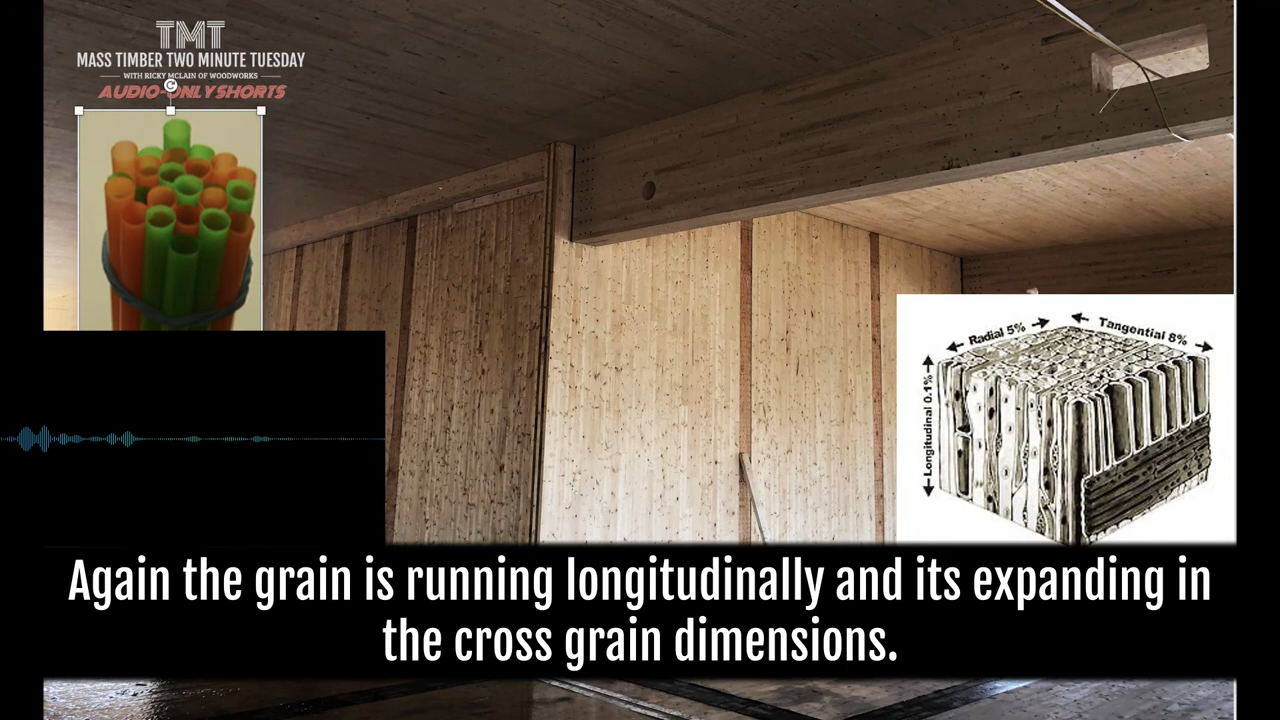 TMT
MASS TIMBER TWO MINUTE TUESDAY
WITH RICKY MCLAIN OF WOODWORKS
AUDIO-ONLY SHORTS
Radial 5%
Tangential 8%
Longitudinal 0.1%
Again the grain is running longitudinally and its expanding in
the cross grain dimensions.